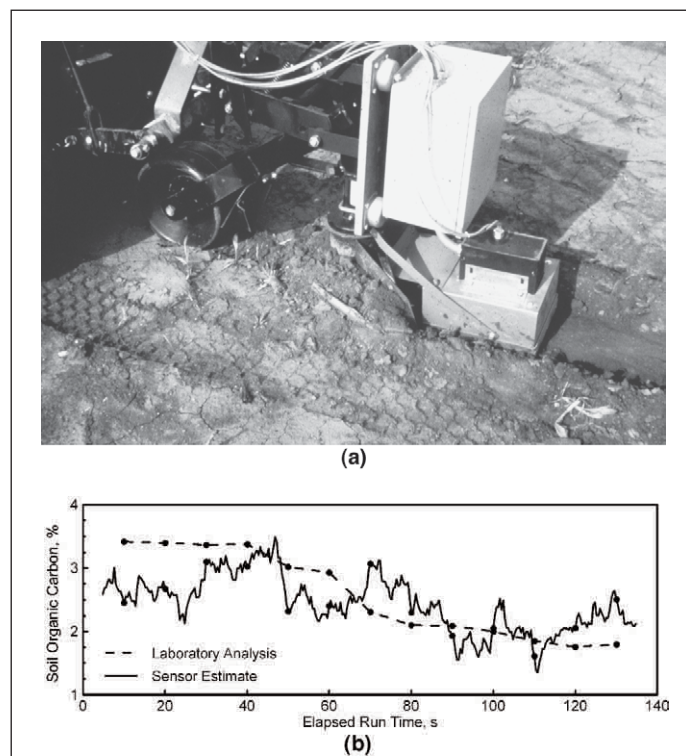 (a)
4
3
2
1
Soil Organic Carbon, %
Laboratory Analysis
Sensor Estimate
0 20 40 60 80 100 120 140
Elapsed Run Time, s
(b)